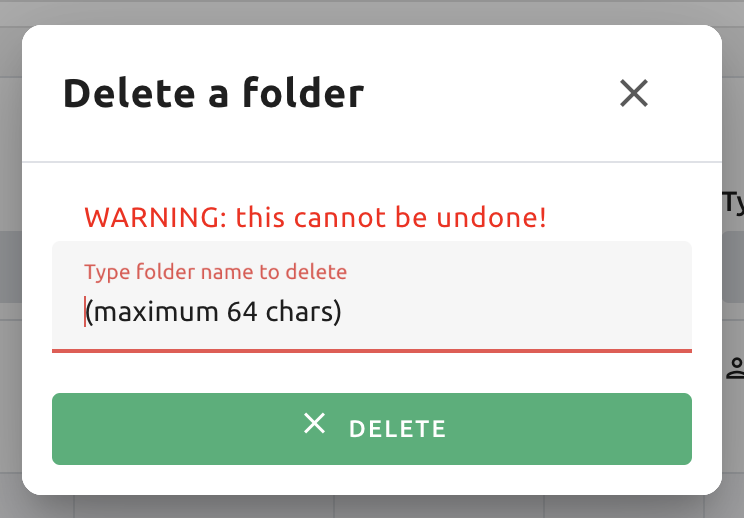 Delete a folder
WARNING: this cannot be undone!
Type folder name to delete
(maximum 64 chars)
DELETE